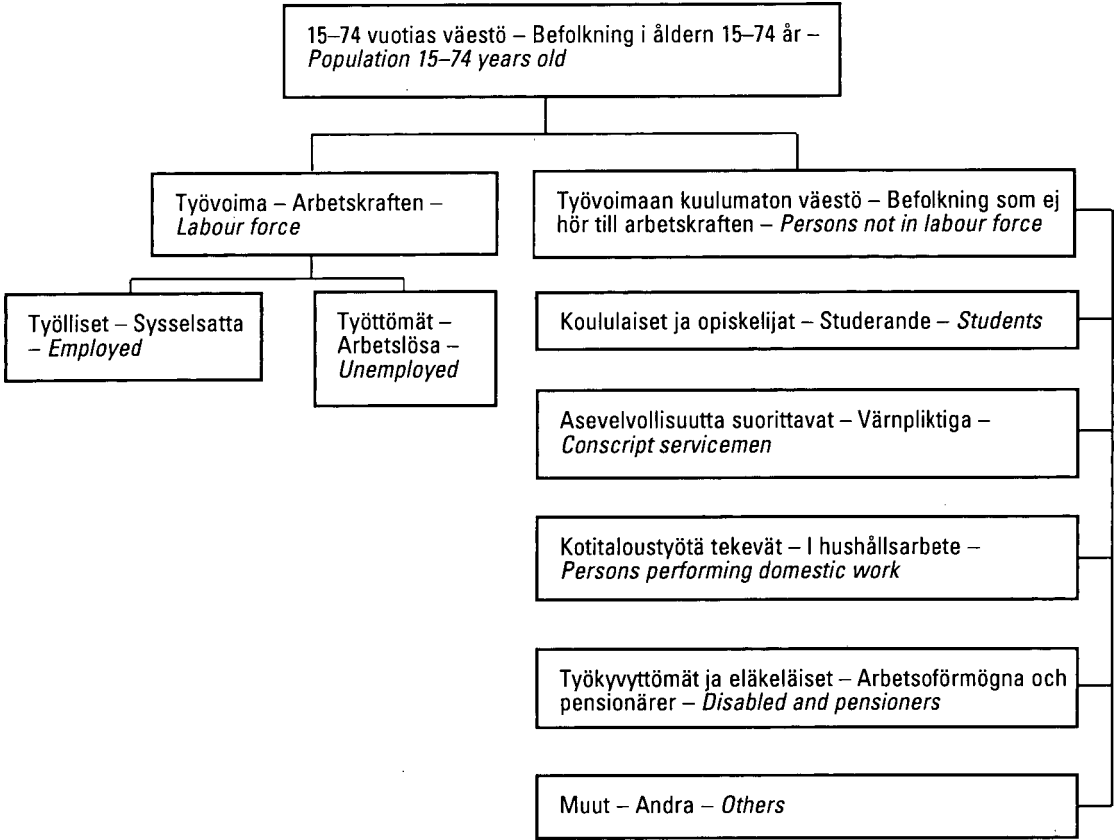 15–74 vuotias väestö – Befolkning i åldern 15–74 år –
Population 15–74 years old
Työvoima – Arbetskraften –
Labour force
Työlliset – Sysselsatta
– Employed
Työttömät –
Arbetslösa –
Unemployed
Työvoimaan kuulumaton väestö – Befolkning som ej
hör till arbetskraften – Persons not in labour force
Koululaiset ja opiskelijat – Studerande – Students
Asevelvollisuutta suorittavat – Värnpliktiga –
Conscript servicemen
Kotitaloustyötä tekevät – I hushållsarbete –
Persons performing domestic work
Työkyvyttömät ja eläkeläiset – Arbetsoförmögna och
pensionärer – Disabled and pensioners
Muut – Andra – Others